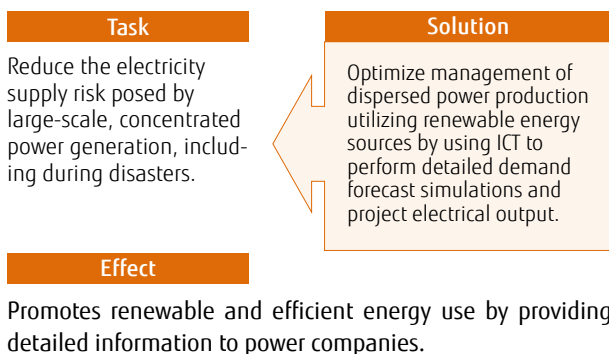 Task
Reduce the electricity
supply risk posed by
large-scale, concentrated
power generation, includ-
ing during disasters.
Solution
Optimize management of
dispersed power production
utilizing renewable energy
sources by using ICT to
perform detailed demand
forecast simulations and
project electrical output.
Effect
Promotes renewable and efficient energy use by providing
detailed information to power companies.